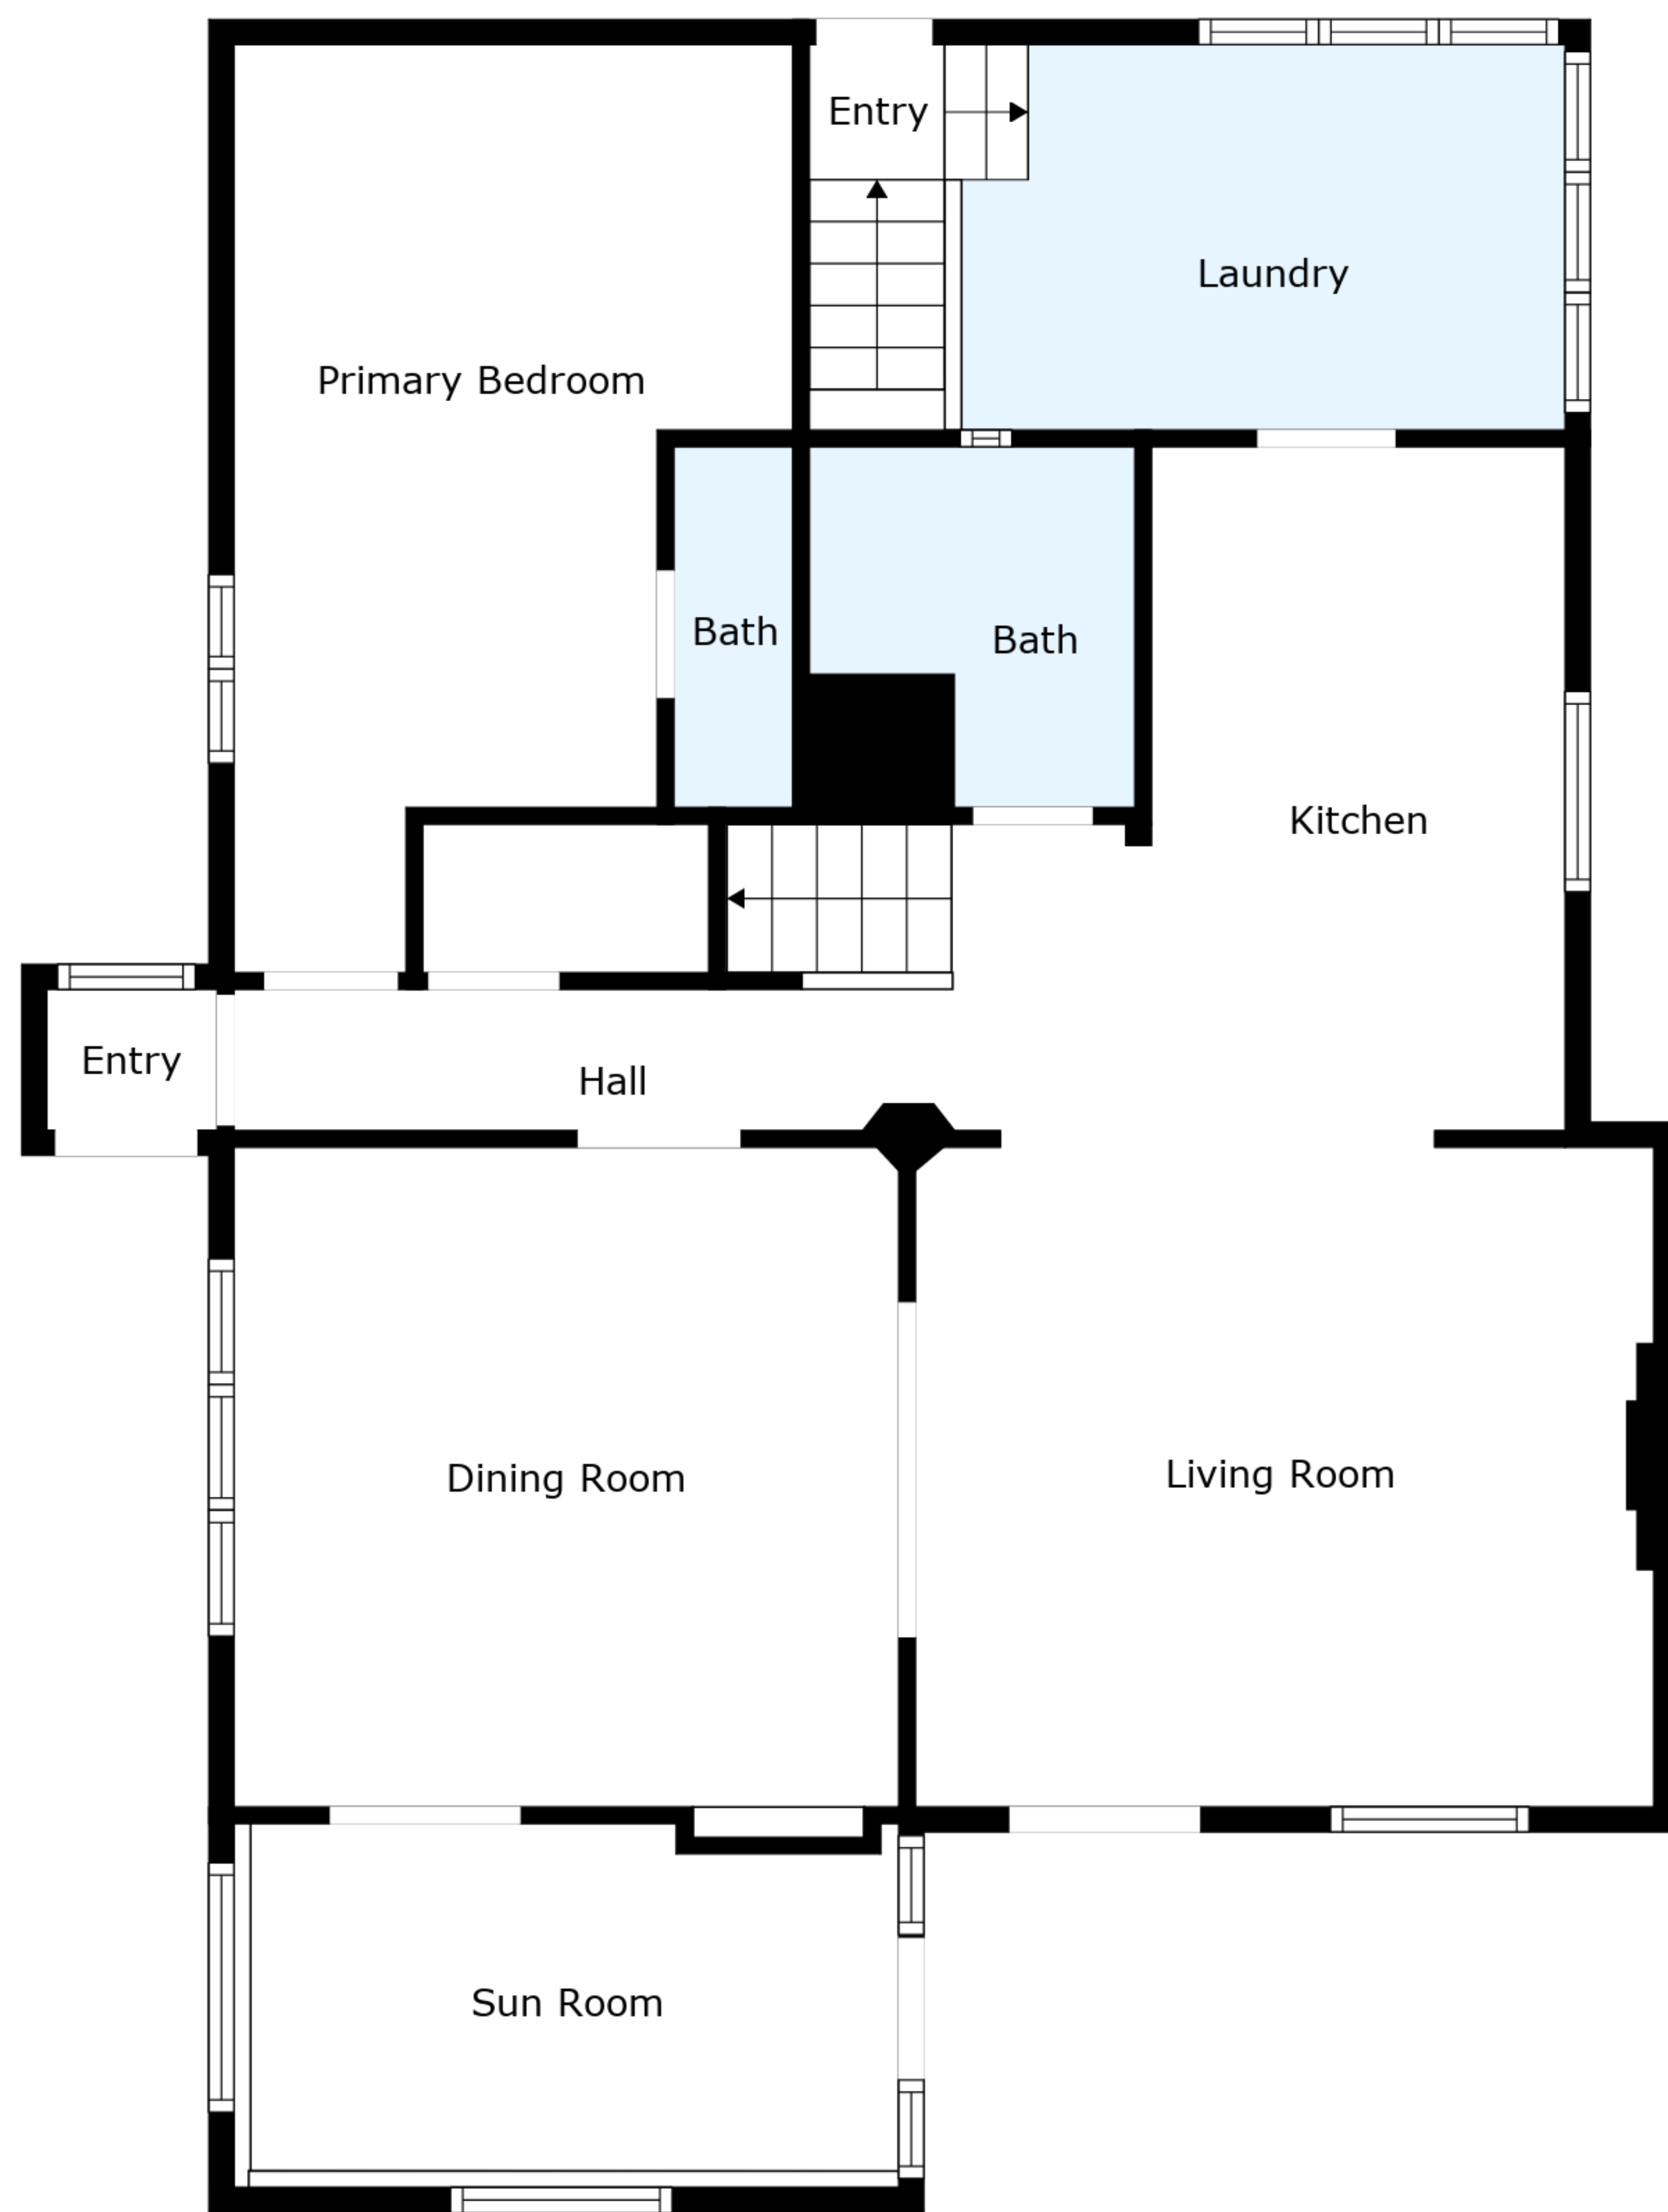 Entry
Laundry
Primary Bedroom
Bath
Bath
Kitchen
Entry
Hall
Dining Room
Living Room
Sun Room